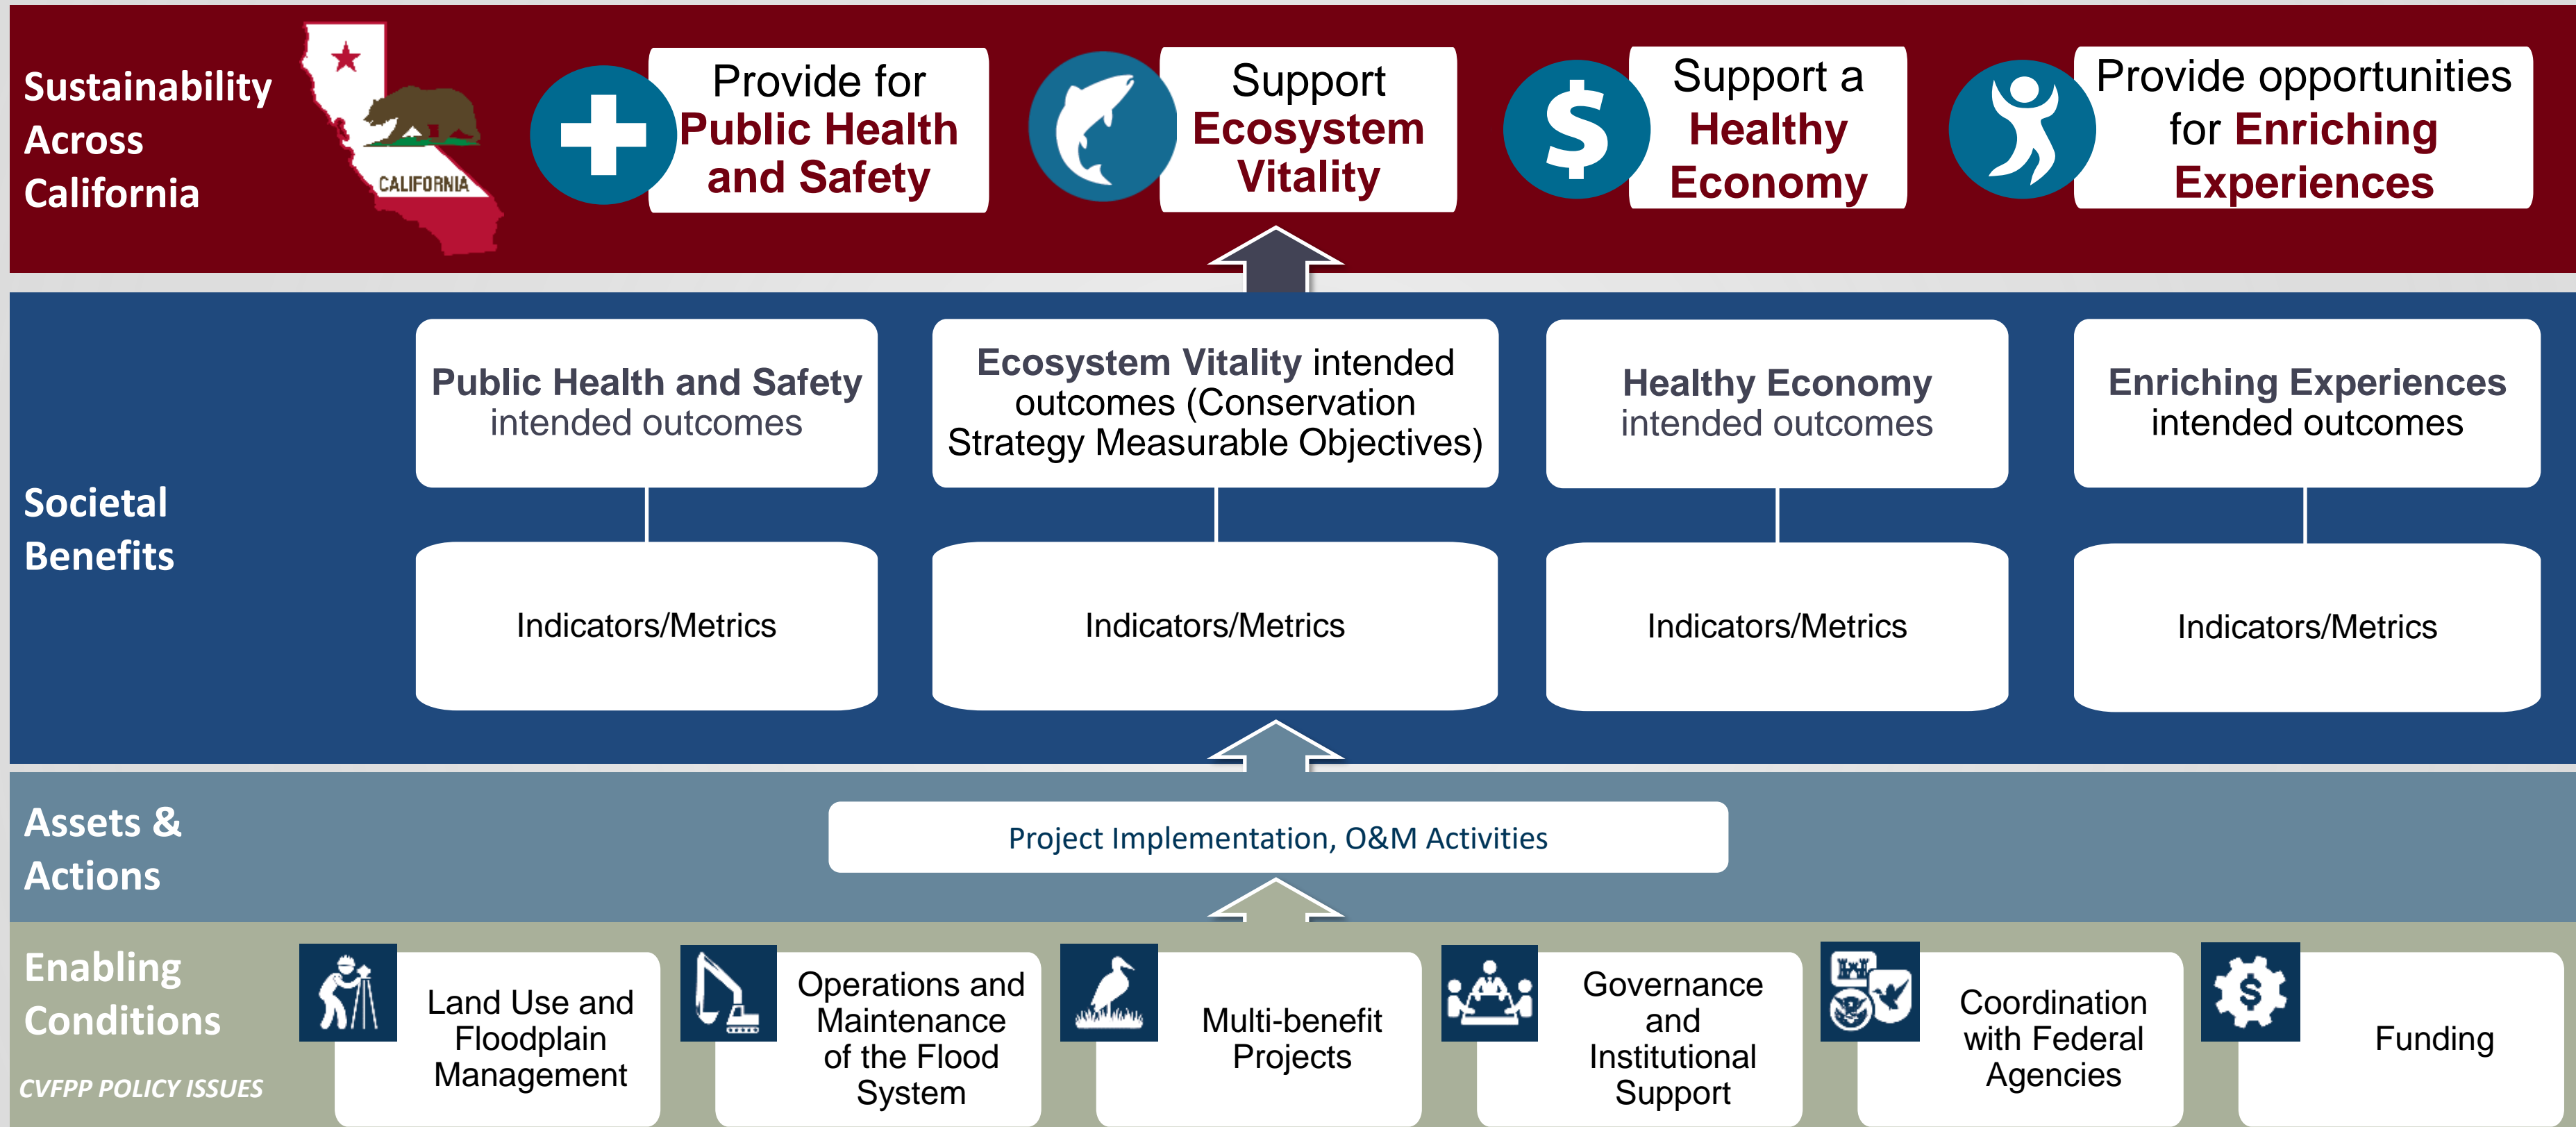 Sustainability
Across
California
CALIFORNIA
Provide for
Public Health
and Safety
Support
Ecosystem
Vitality
$
Support a
Healthy
Economy
Provide opportunities
for Enriching
Experiences
Societal
Benefits
Public Health and Safety
intended outcomes
Ecosystem Vitality intended
outcomes (Conservation
Strategy Measurable Objectives)
Healthy Economy
intended outcomes
Enriching Experiences
intended outcomes
Indicators/Metrics
Indicators/Metrics
Indicators/Metrics
Indicators/Metrics
Assets &
Actions
Project Implementation, O&M Activities
Enabling
Conditions
CVFPP POLICY ISSUES
Land Use and
Floodplain
Management
Operations and
Maintenance
of the Flood
System
Multi-benefit
Projects
Governance
and
Institutional
Support
Coordination
with Federal
Agencies
$
Funding